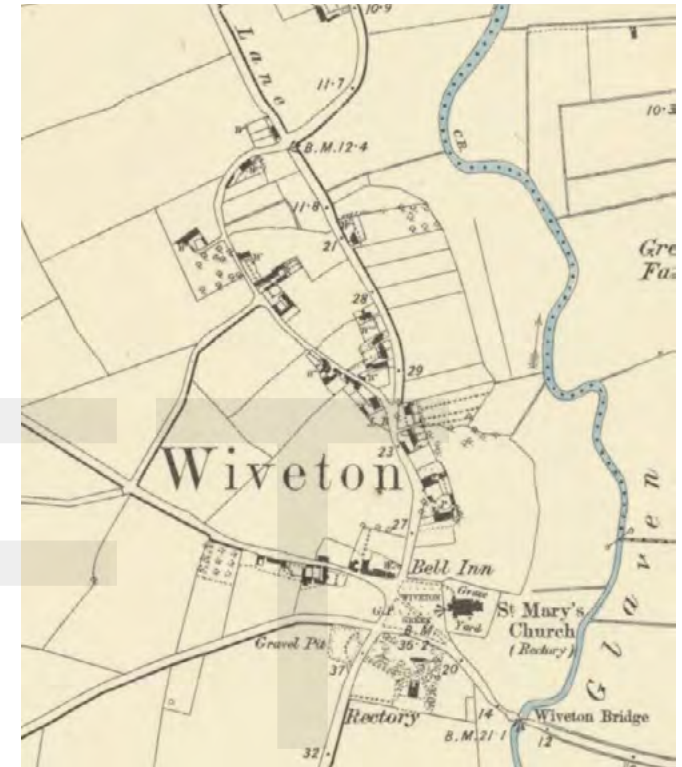 10·9
Lane
11·7
10·3
C.R.
W
B.M.12·4
11·8
21
W
28
29
23
Wiveton
27
Bell Inn
WIVETON
GREEN
Grave
Yard
St Mary's
Church
(Rectory)
G.P.
B.M.
36·2
Gravel Pit
37
20
Rectory
14
Wiveton Bridge
B.M.21·1
12
32
Glaven